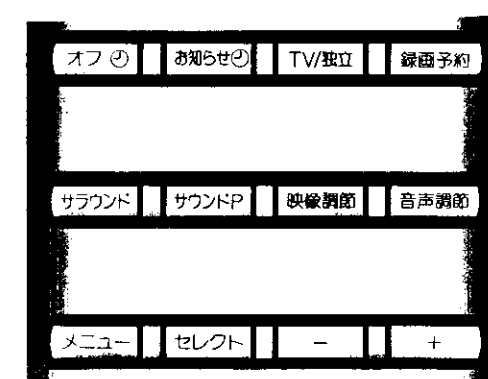 オフ お知らせ TV/独立 録画予約
サラウンド サウンドP 映像調節 音声調節
メニュー セレクト − +